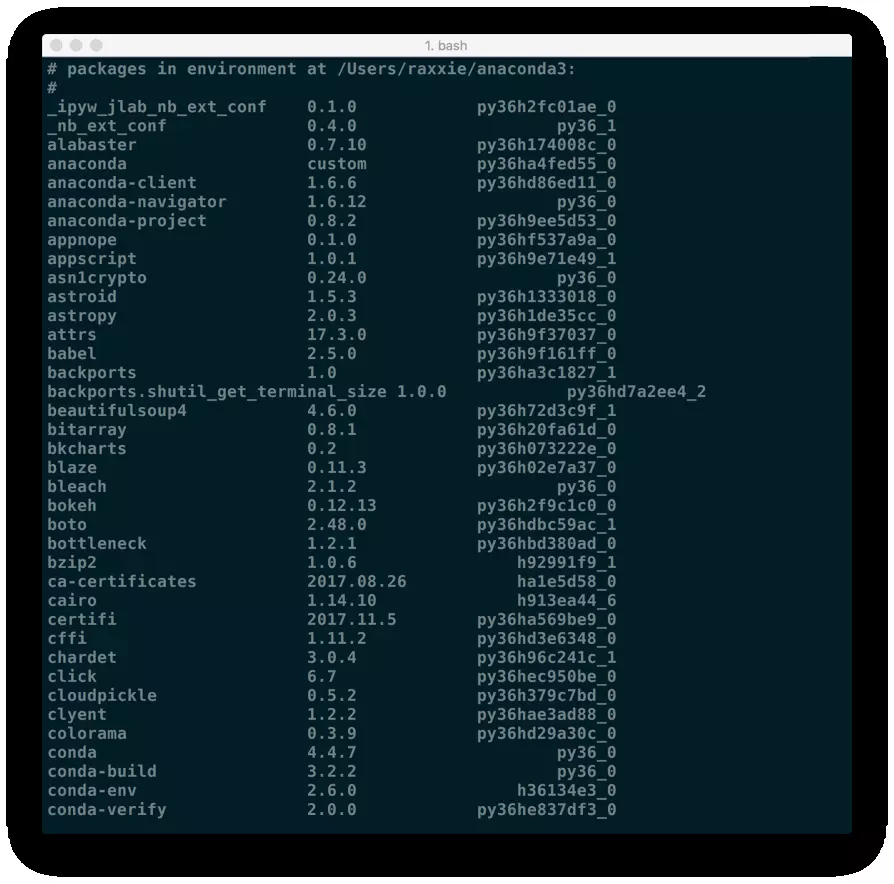 1. bash
# packages in environment at /Users/raxxie/anaconda3:
#
_ipyw_jlab_nb_ext_conf    0.1.0            py36h2fc01ae_0
_nb_ext_conf              0.4.0                    py36_1
alabaster                 0.7.10           py36h174008c_0
anaconda                  custom           py36ha4fed55_0
anaconda-client           1.6.6            py36hd86ed11_0
anaconda-navigator        1.6.12                   py36_0
anaconda-project          0.8.2            py36h9ee5d53_0
appnope                   0.1.0            py36hf537a9a_0
appscript                 1.0.1            py36h9e71e49_1
asn1crypto                0.24.0                   py36_0
astroid                   1.5.3            py36h1333018_0
astropy                   2.0.3            py36h1de35cc_0
attrs                     17.3.0           py36h9f37037_0
babel                     2.5.0            py36h9f161ff_0
backports                 1.0              py36ha3c1827_1
backports.shutil_get_terminal_size 1.0.0            py36hd7a2ee4_2
beautifulsoup4            4.6.0            py36h72d3c9f_1
bitarray                  0.8.1            py36h20fa61d_0
bkcharts                  0.2              py36h073222e_0
blaze                     0.11.3           py36h02e7a37_0
bleach                    2.1.2                    py36_0
bokeh                     0.12.13          py36h2f9c1c0_0
boto                      2.48.0           py36hdbc59ac_1
bottleneck                1.2.1            py36hbd380ad_0
bzip2                     1.0.6                h92991f9_1
ca-certificates           2017.08.26           ha1e5d58_0
cairo                     1.14.10              h913ea44_6
certifi                   2017.11.5        py36ha569be9_0
cffi                      1.11.2           py36hd3e6348_0
chardet                   3.0.4            py36h96c241c_1
click                     6.7              py36hec950be_0
cloudpickle               0.5.2            py36h379c7bd_0
clyent                    1.2.2            py36hae3ad88_0
colorama                  0.3.9            py36hd29a30c_0
conda                     4.4.7                    py36_0
conda-build               3.2.2                    py36_0
conda-env                 2.6.0                h36134e3_0
conda-verify              2.0.0            py36he837df3_0